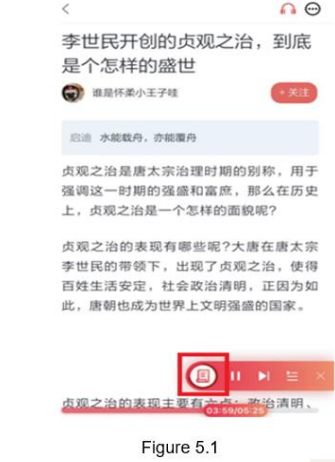 李世民开创的贞观之治，到底
是个怎样的盛世
谁是怀柔小王子哇
+ 关注
启迪 水能载舟，亦能覆舟
贞观之治是唐太宗治理时期的别称，用于
强调这一时期的强盛和富庶，那么在历史
上，贞观之治是一个怎样的面貌呢？
贞观之治的表现有哪些呢？大唐在唐太宗
李世民的带领下，出现了贞观之治，使得
百姓生活安定，社会政治清明，正因为如
此，唐朝也成为世界上文明强盛的国家。
贞观之治的表现主要有六点：政治清明、
03:59/05:25
Figure 5.1